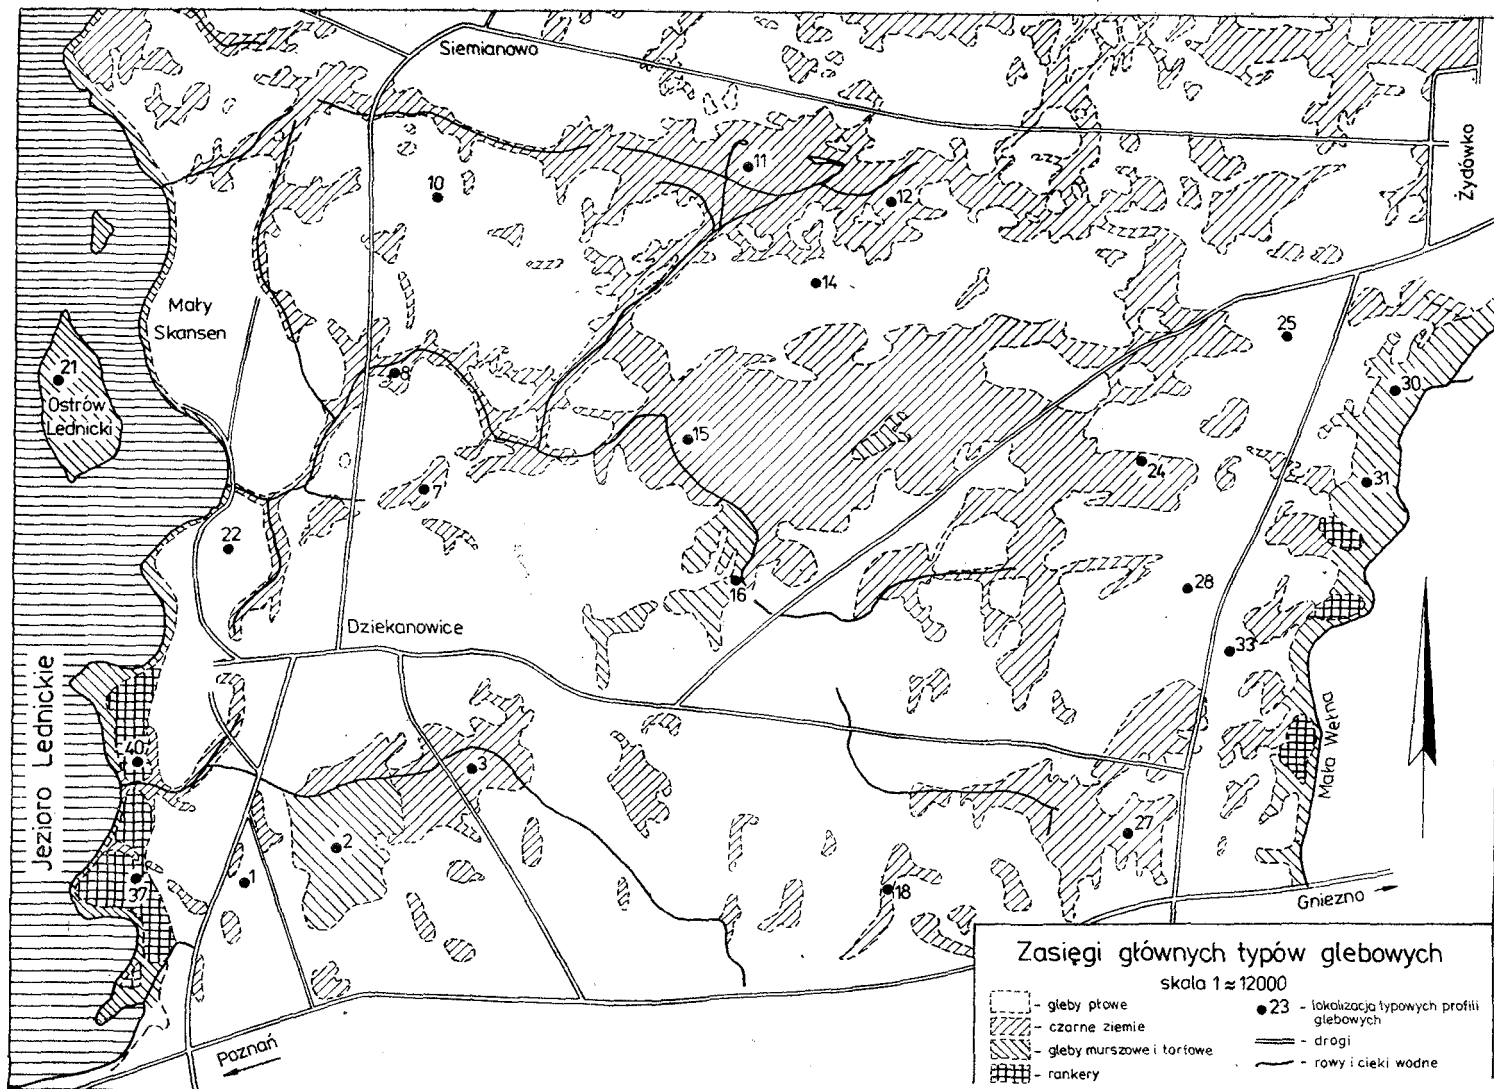 Siemianowo
Żydówko
11
10
12
14
Mały
Skansen
25
21
8
30
Ostrów
Lednicki
15
24
31
7
22
16
28
Dziekanowice
33
Jezioro Lednickie
Mała Wełna
40
3
27
2
1
37
18
Gniezno
Poznań
Zasięgi głównych typów glebowych
skala 1 ≈ 12000
- gleby płowe
- czarne ziemie
- gleby murszowe i torfowe
- rankery
23 - lokalizacja typowych profili
glebowych
- drogi
- rowy i cieki wodne